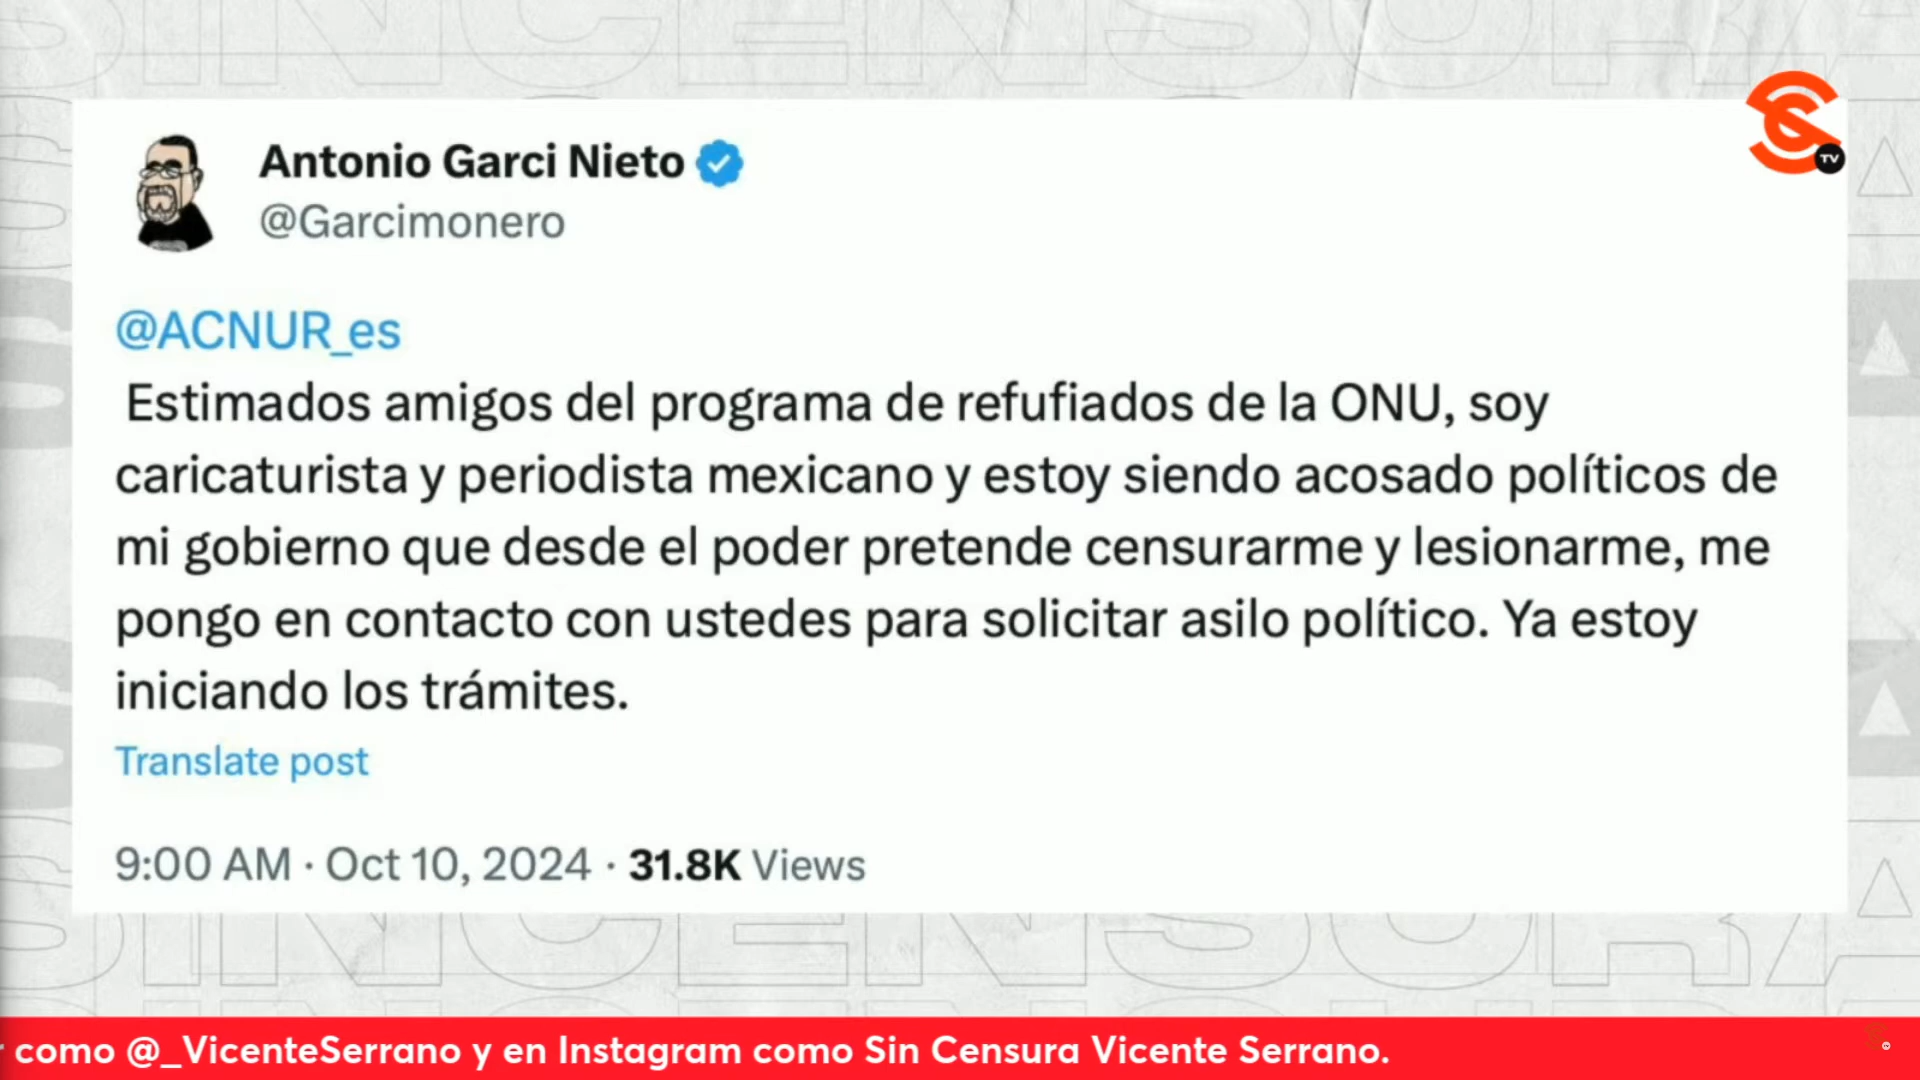 SINCENSURA
TV
Antonio Garci Nieto
@Garcimonero
@ACNUR_es
Estimados amigos del programa de refufiados de la ONU, soy
caricaturista y periodista mexicano y estoy siendo acosado políticos de
mi gobierno que desde el poder pretende censurarme y lesionarme, me
pongo en contacto con ustedes para solicitar asilo político. Ya estoy
iniciando los trámites.
Translate post
9:00 AM · Oct 10, 2024 · 31.8K Views
SINCENSURA
como @_VicenteSerrano y en Instagram como Sin Censura Vicente Serrano.